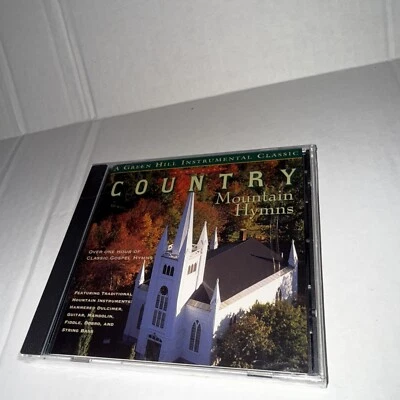 A GREEN HILL INSTRUMENTAL CLASSIC
COUNTRY
Mountain
Hymns
OVER ONE HOUR OF
CLASSIC GOSPEL HYMNS
FEATURING TRADITIONAL
MOUNTAIN INSTRUMENTS:
HAMMERED DULCIMER,
GUITAR, MANDOLIN,
FIDDLE, DOBRO, AND
STRING BASS